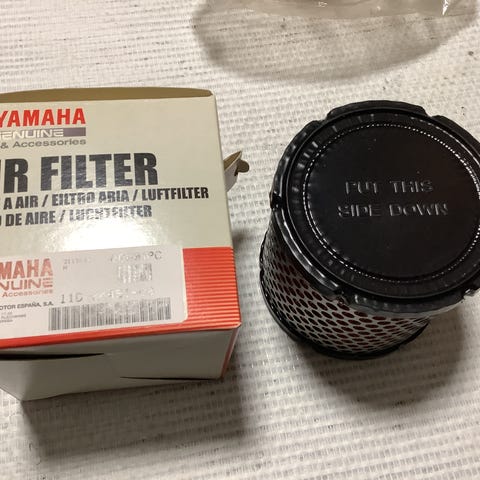 YAMAHA
GENUINE
& Accessories
R FILTER
A AIR / FILTRO ARIA / LUFTFILTER
DE AIRE / LUCHTFILTER
YAMAHA
GENUINE
Accessories
MOTOR ESPAÑA, S.A.
PUT THIS
SIDE DOWN